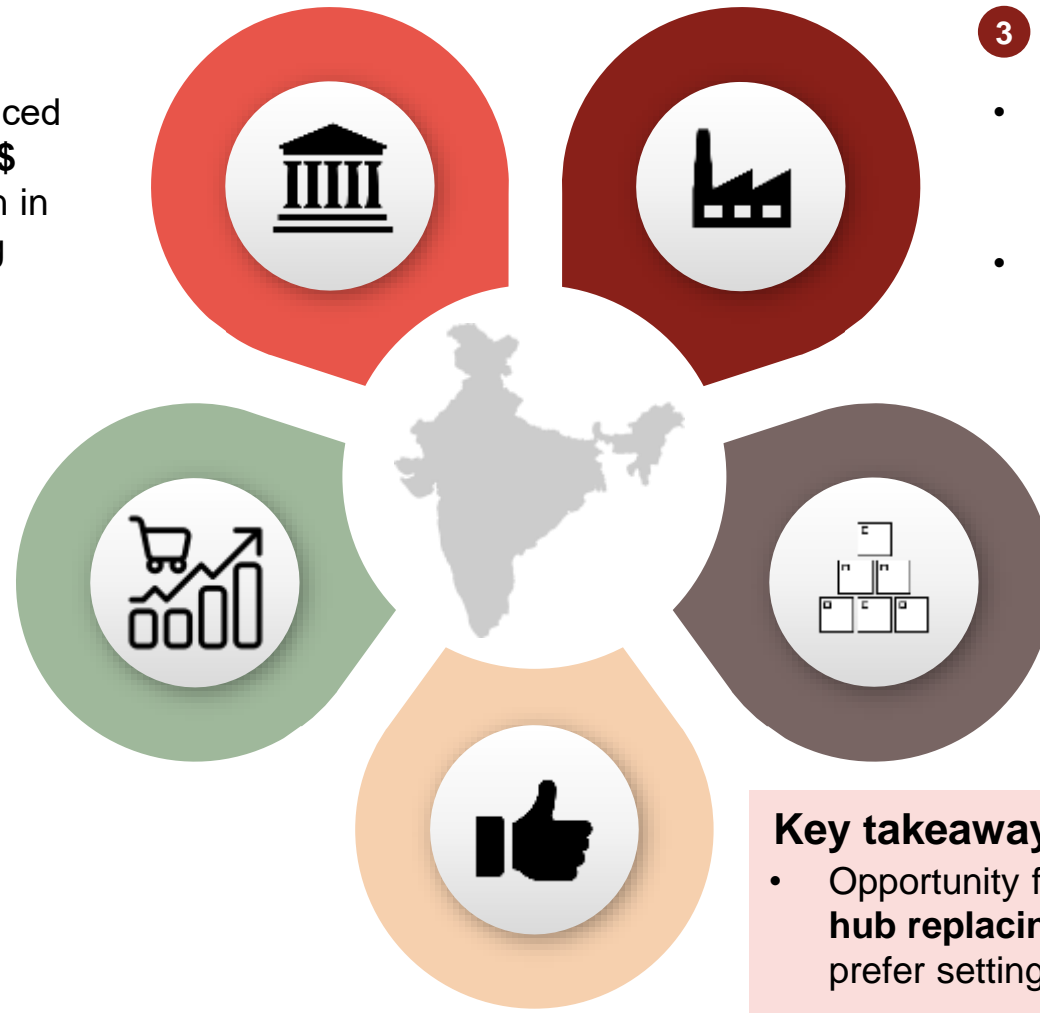 ced
$
n in
g
3
•
•
Key takeaway
• Opportunity f
hub replacin
prefer setting